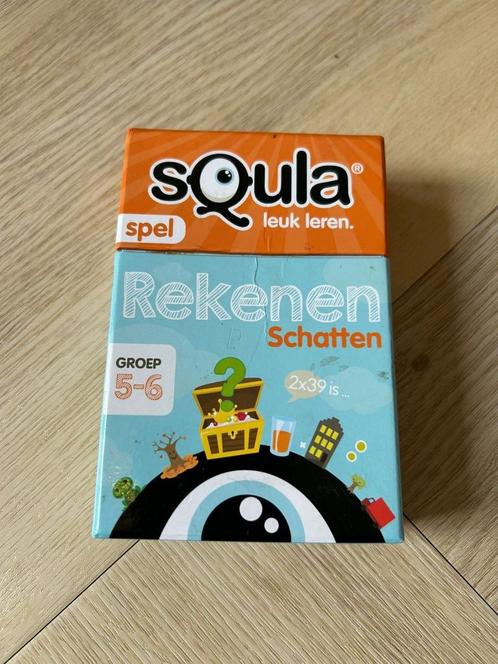 sQula®
leuk leren.
spel
Rekenen
Schatten
GROEP
5-6
?
2x39 is ...